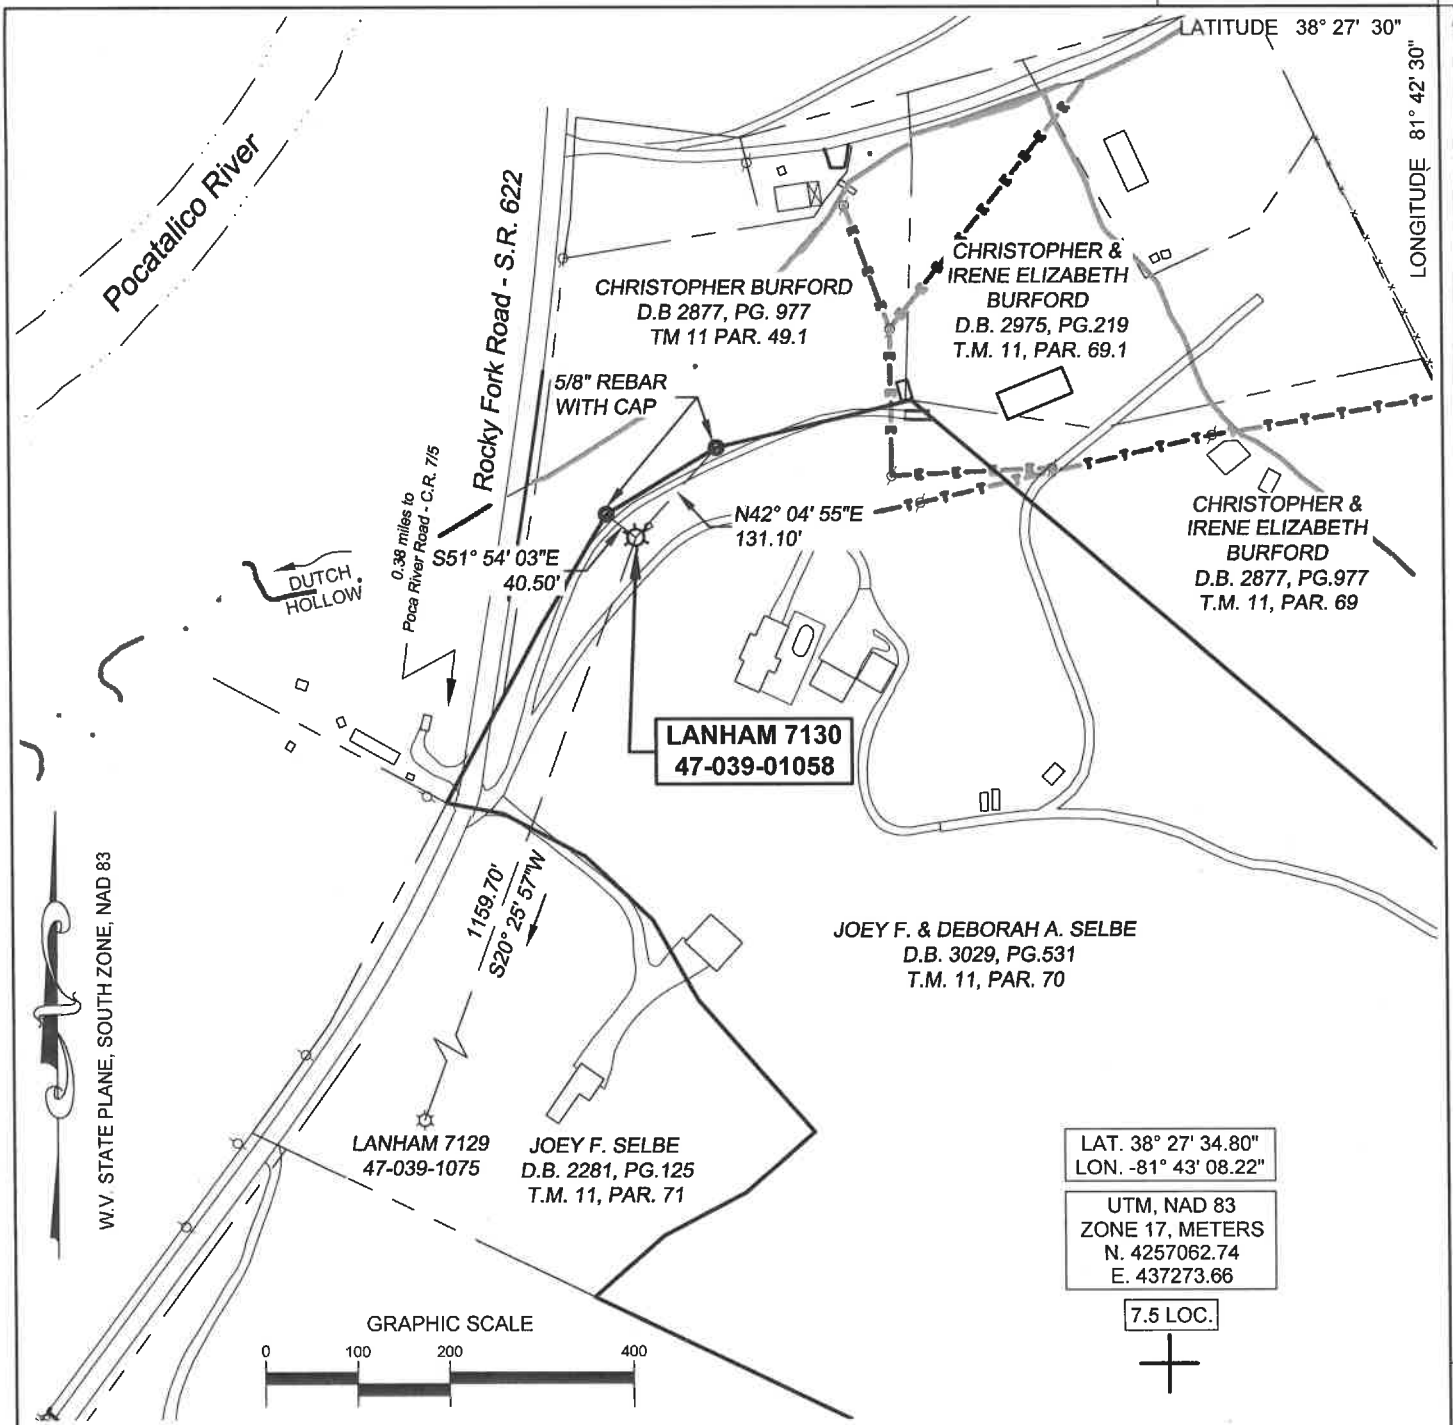 LATITUDE 38° 27' 30"
LONGITUDE 81° 42' 30"
Pocatalico River
Rocky Fork Road - S.R. 622
CHRISTOPHER BURFORD
D.B 2877, PG. 977
TM 11 PAR. 49.1
CHRISTOPHER &
IRENE ELIZABETH
BURFORD
D.B. 2975, PG.219
T.M. 11, PAR. 69.1
5/8" REBAR
WITH CAP
0.38 miles to
Poca River Road - C.R. 7/5
N42° 04' 55"E
131.10'
S51° 54' 03"E
40.50'
CHRISTOPHER &
IRENE ELIZABETH
BURFORD
D.B. 2877, PG.977
T.M. 11, PAR. 69
DUTCH
HOLLOW
LANHAM 7130
47-039-01058
W.V. STATE PLANE, SOUTH ZONE, NAD 83
1159.70'
S20° 25' 57"W
JOEY F. & DEBORAH A. SELBE
D.B. 3029, PG.531
T.M. 11, PAR. 70
LANHAM 7129
47-039-1075
JOEY F. SELBE
D.B. 2281, PG.125
T.M. 11, PAR. 71
LAT. 38° 27' 34.80"
LON. -81° 43' 08.22"
UTM, NAD 83
ZONE 17, METERS
N. 4257062.74
E. 437273.66
7.5 LOC.
GRAPHIC SCALE
0 100 200 400
T T T T T T T T T T